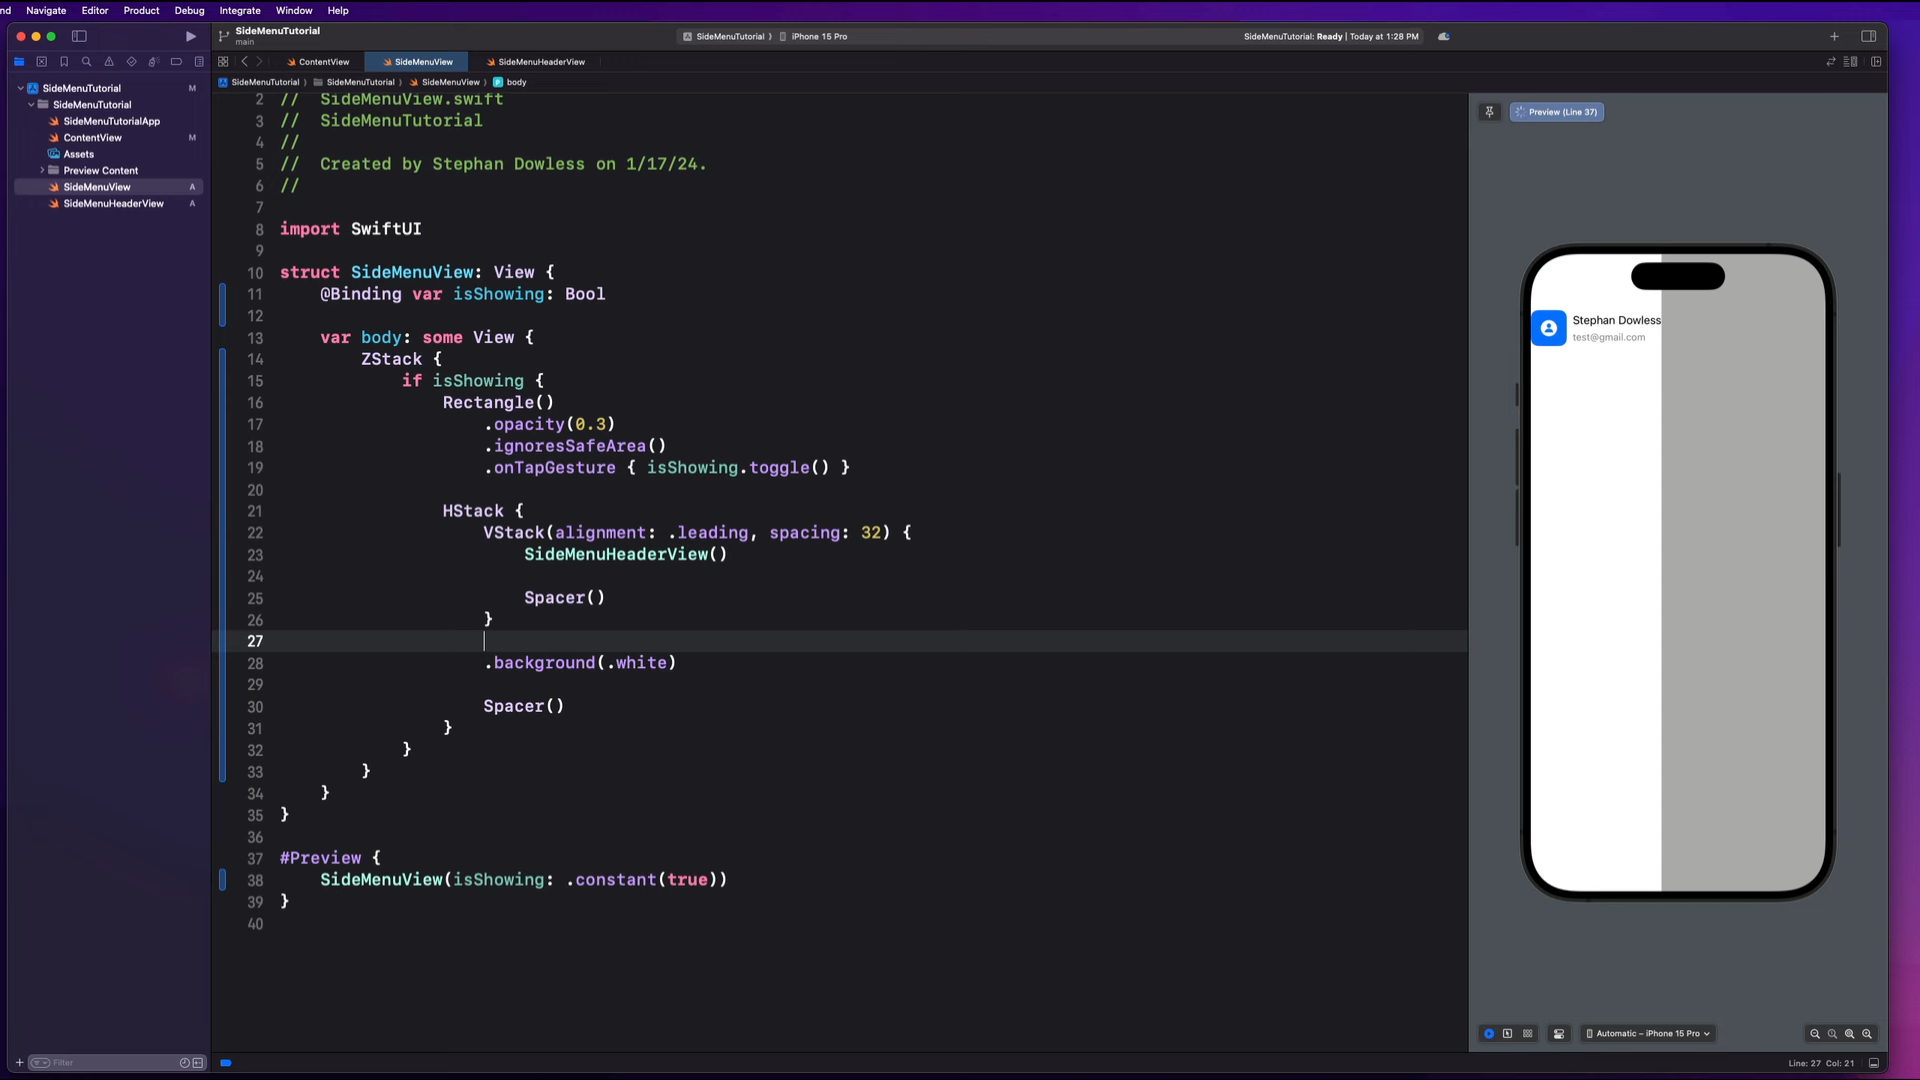 nd Navigate Editor Product Debug Integrate Window Help
SideMenuTutorial
main
SideMenuTutorial
iPhone 15 Pro
SideMenuTutorial: Ready | Today at 1:28 PM
ContentView
SideMenuView
SideMenuHeaderView
SideMenuTutorial
SideMenuTutorial
SideMenuView
body
SideMenuTutorial M
SideMenuTutorial
SideMenuTutorialApp
ContentView M
Assets
Preview Content
SideMenuView A
SideMenuHeaderView A
2 //  SideMenuView.swift
3 //  SideMenuTutorial
4 //
5 //  Created by Stephan Dowless on 1/17/24.
6 //
7
8 import SwiftUI
9
10 struct SideMenuView: View {
11     @Binding var isShowing: Bool
12
13     var body: some View {
14         ZStack {
15             if isShowing {
16                 Rectangle()
17                     .opacity(0.3)
18                     .ignoresSafeArea()
19                     .onTapGesture { isShowing.toggle() }
20
21                 HStack {
22                     VStack(alignment: .leading, spacing: 32) {
23                         SideMenuHeaderView()
24
25                         Spacer()
26                     }
27
28                     .background(.white)
29
30                     Spacer()
31                 }
32             }
33         }
34     }
35 }
36
37 #Preview {
38     SideMenuView(isShowing: .constant(true))
39 }
40
Preview (Line 37)
Stephan Dowless
test@gmail.com
Automatic – iPhone 15 Pro
Filter
Line: 27 Col: 21